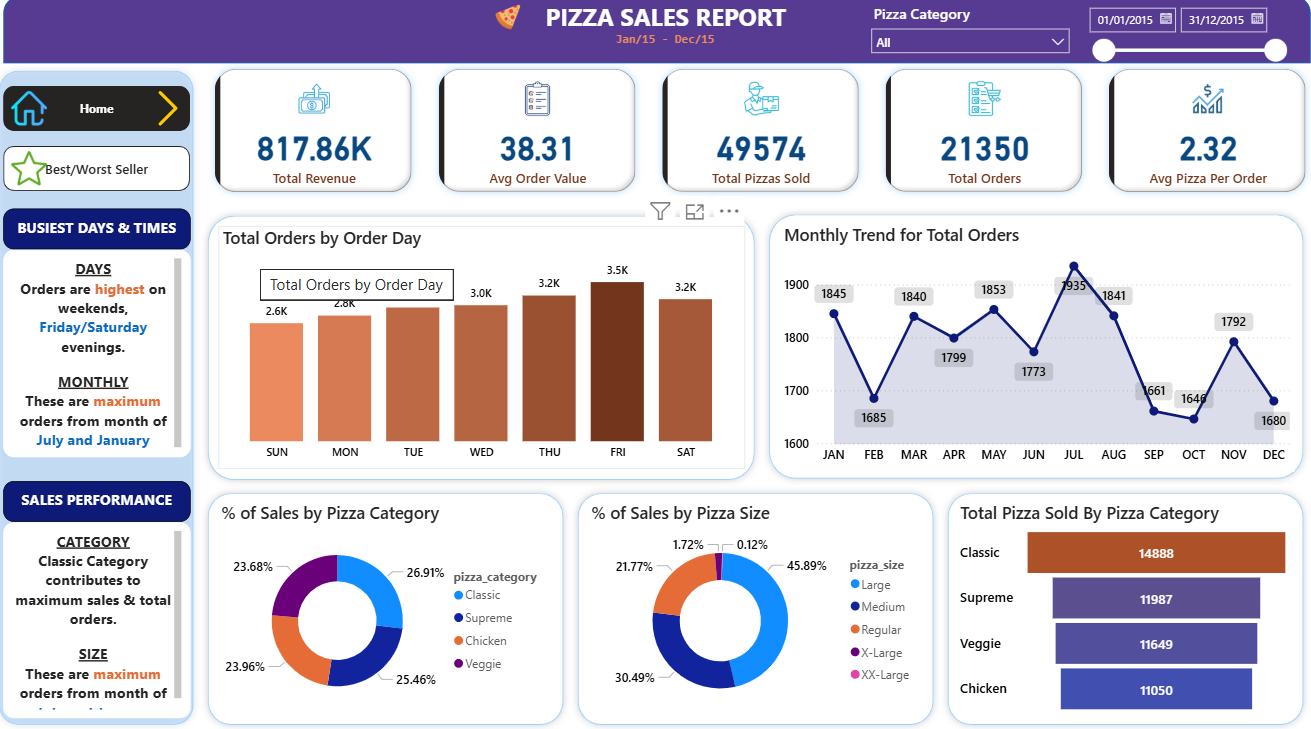 PIZZA SALES REPORT
Jan/15 - Dec/15
Pizza Category
All
01/01/2015
31/12/2015
Home
Best/Worst Seller
BUSIEST DAYS & TIMES
DAYS
Orders are highest on
weekends,
Friday/Saturday
evenings.
MONTHLY
These are maximum
orders from month of
July and January
SALES PERFORMANCE
CATEGORY
Classic Category
contributes to
maximum sales & total
orders.
SIZE
These are maximum
orders from month of
817.86K
Total Revenue
38.31
Avg Order Value
49574
Total Pizzas Sold
21350
Total Orders
2.32
Avg Pizza Per Order
Total Orders by Order Day
Total Orders by Order Day
2.6K
2.8K
3.0K
3.2K
3.5K
3.2K
SUN MON TUE WED THU FRI SAT
Monthly Trend for Total Orders
1900
1800
1700
1600
1845
1685
1840
1799
1853
1773
1935
1841
1661
1646
1792
1680
JAN FEB MAR APR MAY JUN JUL AUG SEP OCT NOV DEC
% of Sales by Pizza Category
23.68%
26.91%
23.96%
25.46%
pizza_category
Classic
Supreme
Chicken
Veggie
% of Sales by Pizza Size
1.72%
0.12%
21.77%
45.89%
30.49%
pizza_size
Large
Medium
Regular
X-Large
XX-Large
Total Pizza Sold By Pizza Category
Classic 14888
Supreme 11987
Veggie 11649
Chicken 11050